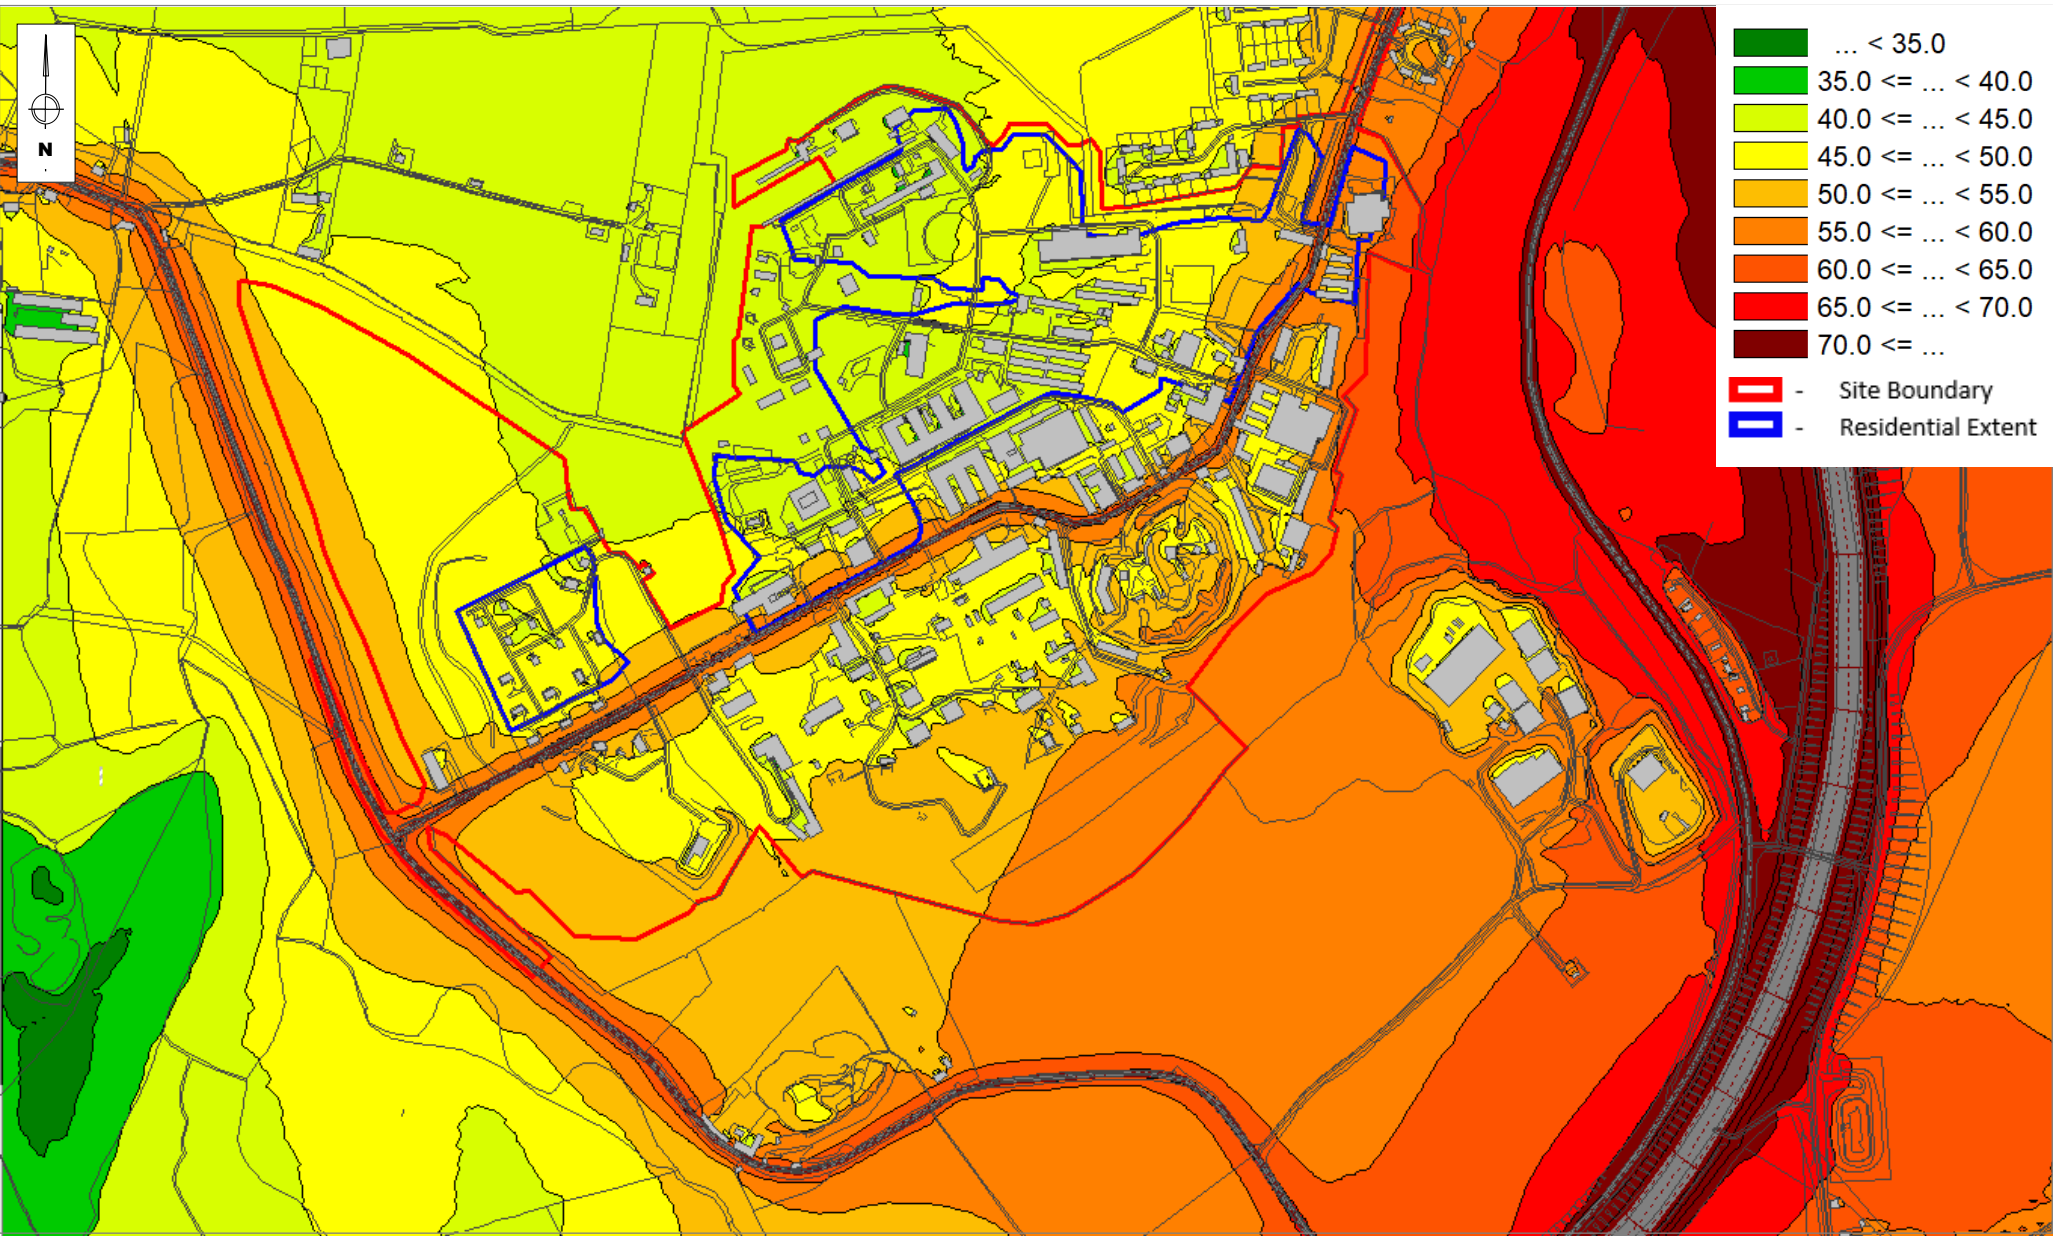 N
... < 35.0
35.0 <= ... < 40.0
40.0 <= ... < 45.0
45.0 <= ... < 50.0
50.0 <= ... < 55.0
55.0 <= ... < 60.0
60.0 <= ... < 65.0
65.0 <= ... < 70.0
70.0 <= ...
- Site Boundary
- Residential Extent